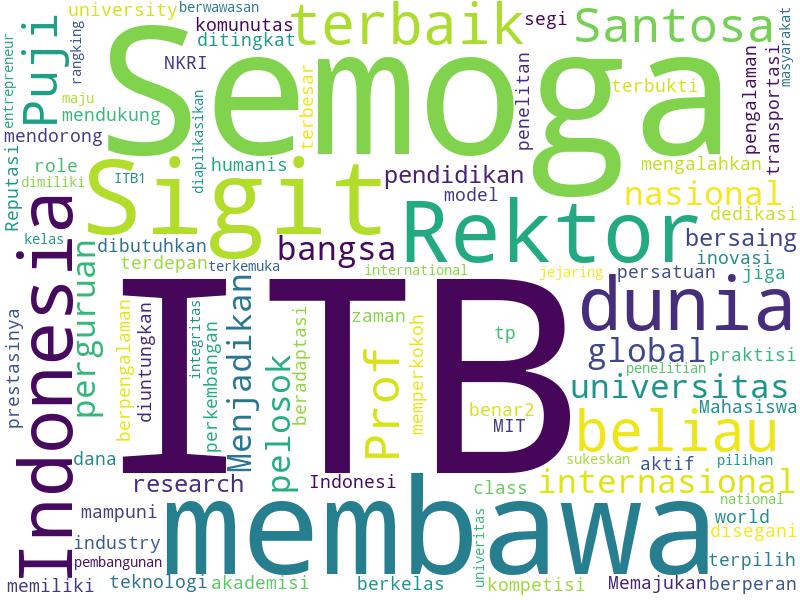 university
berwawasan
terbaik
segi
Santosa
masyarakat
entrepreneur
rangking
Puji
komunutas
ditingkat
NKRI
Semoga
terbesar
penelitan
terbukti
pengalaman
transportasi
maju
mendukung
mendorong
diaplikasikan
Reputasi
role
dimiliki
ITB1
humanis
Sigit
pendidikan
model
mengalahkan
nasional
dedikasi
kelas
dibutuhkan
bangsa
Rektor
bersaing
inovasi
terdepan
terkemuka
international
jejaring
persatuan
jiga
Indonesia
perguruan
ITB
dunia
prestasinya
berpengalaman
diuntungkan
integritas
perkembangan
Menjadikan
pelosok
beradaptasi
zaman
Prof
memperkokoh
tp
global
praktisi
penelitian
universitas
benar2
MIT
Mahasiswa
beliau
dana
sukeskan
aktif
pilihan
research
Indonesi
class
internasional
national
mampuni
membawa
world
industry
disegani
pembangunan
univeritas
terpilih
memiliki
teknologi
akademisi
berkelas
kompetisi
Memajukan
berperan